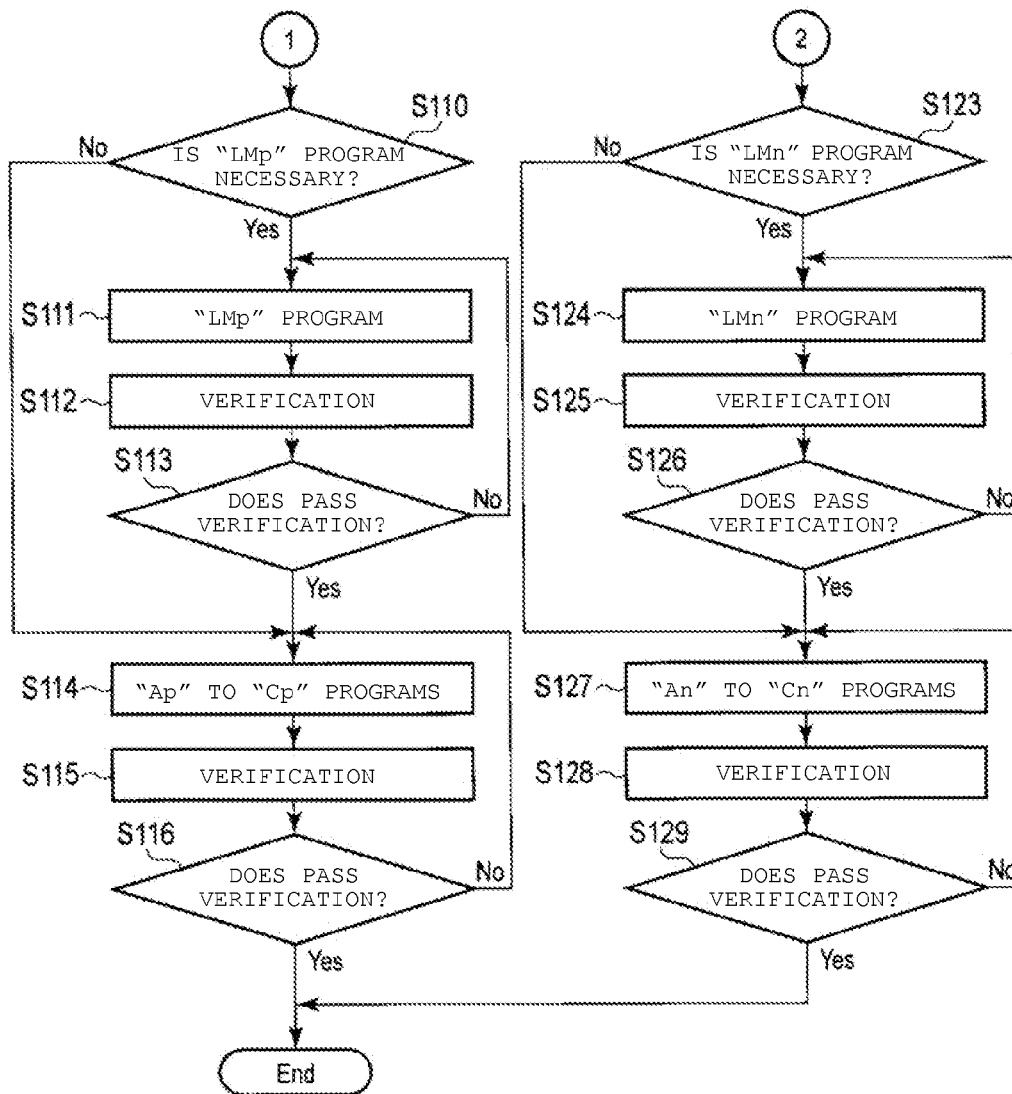 1
S110
No
IS “LMp” PROGRAM
NECESSARY?
Yes
S111
“LMp” PROGRAM
S112
VERIFICATION
S113
DOES PASS
VERIFICATION?
No
Yes
S114
“Ap” TO “Cp” PROGRAMS
S115
VERIFICATION
S116
DOES PASS
VERIFICATION?
No
Yes
End
2
S123
No
IS “LMn” PROGRAM
NECESSARY?
Yes
S124
“LMn” PROGRAM
S125
VERIFICATION
S126
DOES PASS
VERIFICATION?
No
Yes
S127
“An” TO “Cn” PROGRAMS
S128
VERIFICATION
S129
DOES PASS
VERIFICATION?
No
Yes